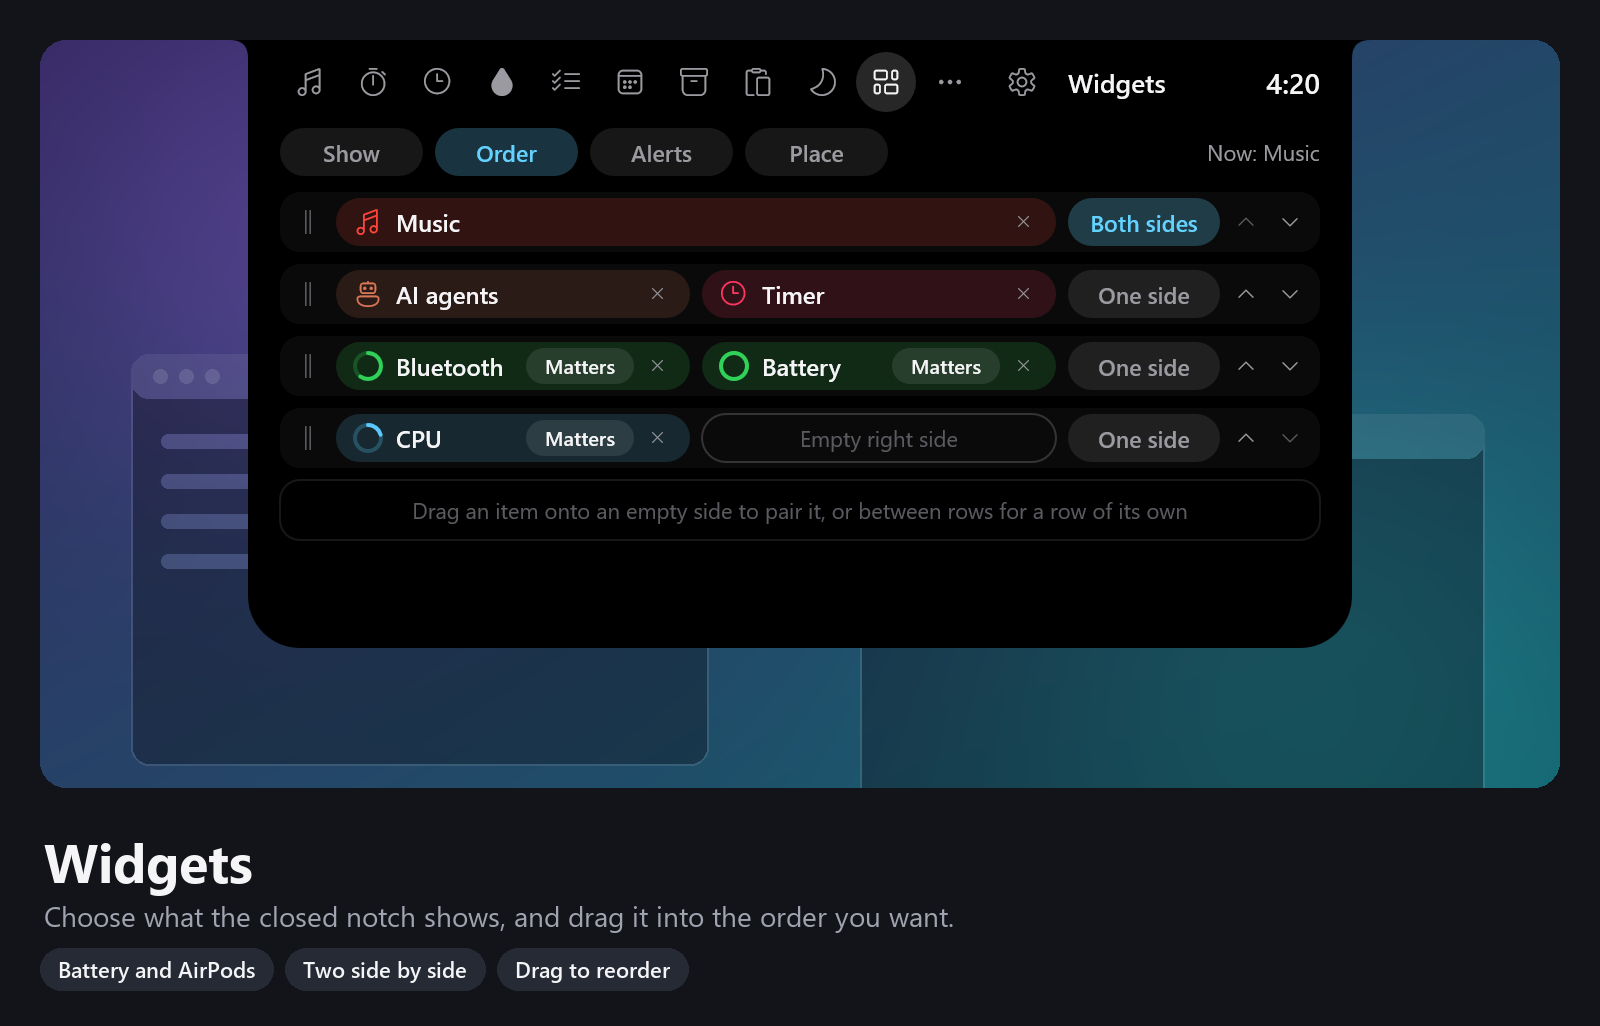 Widgets 4:20
Show Order Alerts Place Now: Music
Music Both sides
AI agents Timer One side
Bluetooth Matters Battery Matters One side
CPU Matters Empty right side One side
Drag an item onto an empty side to pair it, or between rows for a row of its own
Widgets
Choose what the closed notch shows, and drag it into the order you want.
Battery and AirPods Two side by side Drag to reorder